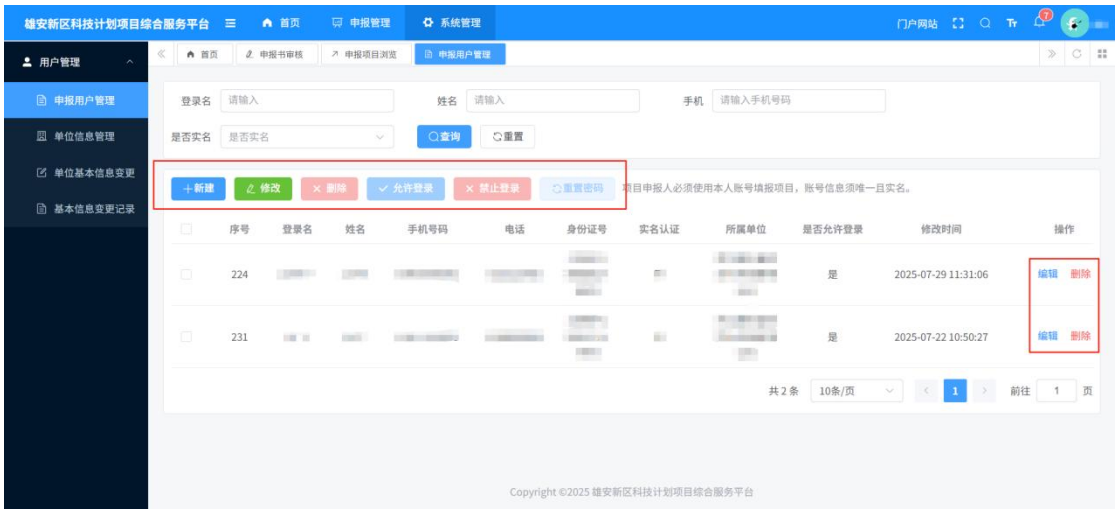 雄安新区科技计划项目综合服务平台 首页 申报管理 系统管理 门户网站 7
用户管理 首页 申报书审核 申报项目浏览 申报用户管理
申报用户管理
单位信息管理
单位基本信息变更
基本信息变更记录
登录名 请输入 姓名 请输入 手机 请输入手机号码
是否实名 是否实名 查询 重置
新建 修改 删除 允许登录 禁止登录 重置密码 项目申报人必须使用本人账号填报项目，账号信息须唯一且实名。
序号 登录名 姓名 手机号码 电话 身份证号 实名认证 所属单位 是否允许登录 修改时间 操作
224 是 2025-07-29 11:31:06 编辑 删除
231 是 2025-07-22 10:50:27 编辑 删除
共 2 条 10条/页 1 前往 1 页
Copyright ©2025 雄安新区科技计划项目综合服务平台